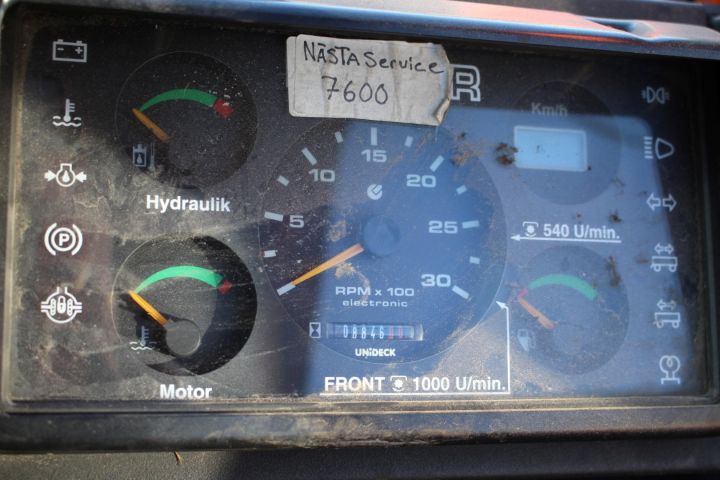 NÄSTA Service
7600
R
Km/h
15
10
20
5
25
30
Hydraulik
540 U/min.
RPM x 100
electronic
UNiDECK
FRONT 1000 U/min.
Motor
P